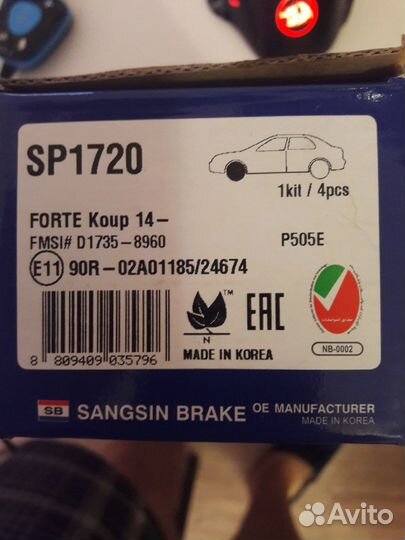 SP1720
1kit / 4pcs
FORTE Koup 14-
FMSI# D1735-8960
P505E
E11 90R-02A01185/24674
TM
N
EAC
8 809409 035796
MADE IN KOREA
NB-0002
SB SANGSIN BRAKE
OE MANUFACTURER
MADE IN KOREA
Avito